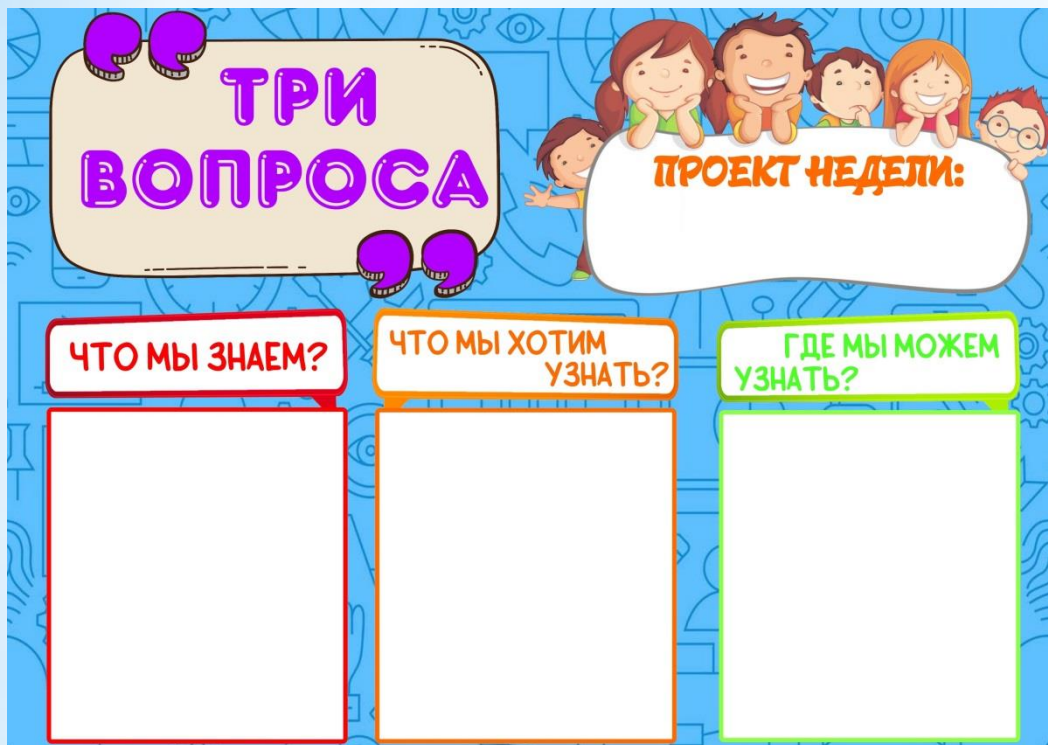 ТРИ
ВОПРОСА
ПРОЕКТ НЕДЕЛИ:
ЧТО МЫ ЗНАЕМ?
ЧТО МЫ ХОТИМ
УЗНАТЬ?
ГДЕ МЫ МОЖЕМ
УЗНАТЬ?